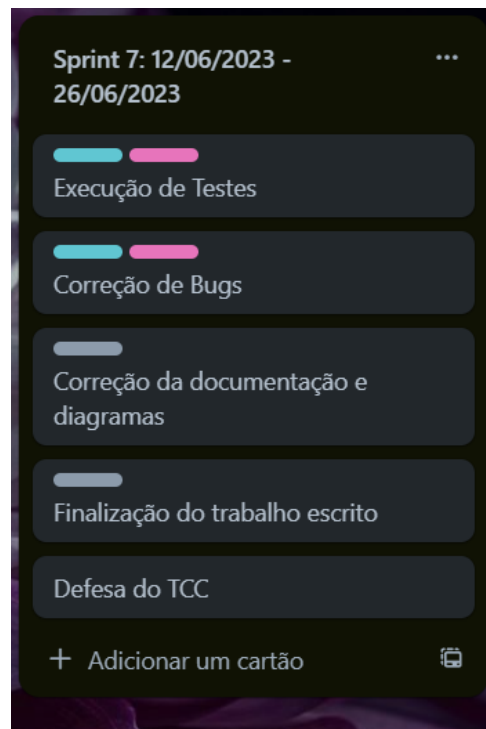 Sprint 7: 12/06/2023 -
26/06/2023
Execução de Testes
Correção de Bugs
Correção da documentação e
diagramas
Finalização do trabalho escrito
Defesa do TCC
+ Adicionar um cartão